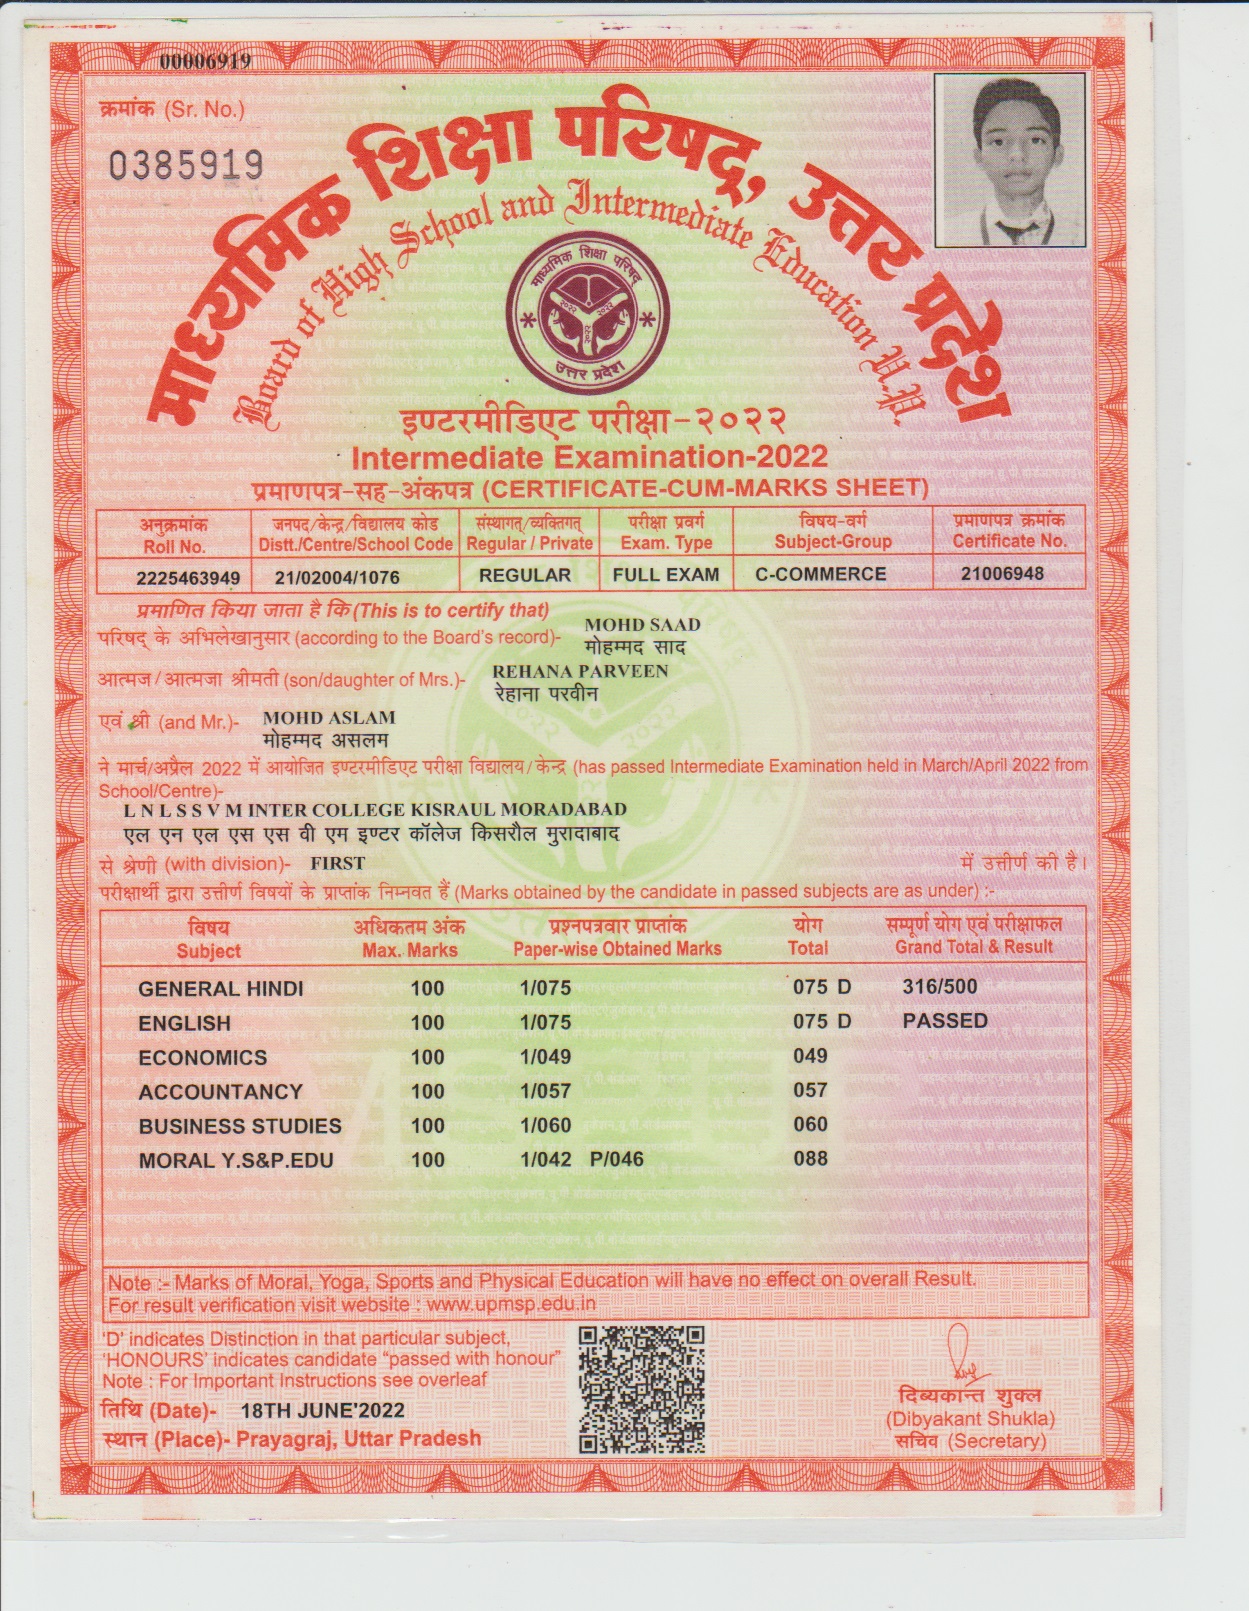 00006919
क्रमांक (Sr. No.)
0385919
माध्यमिक शिक्षा परिषद्, उत्तर प्रदेश
Board of High School and Intermediate Education U.P.
माध्यमिक शिक्षा परिषद
२०२२ २०२२
२०२२
उत्तर प्रदेश
इण्टरमीडिएट परीक्षा-२०२२
Intermediate Examination-2022
प्रमाणपत्र-सह-अंकपत्र (CERTIFICATE-CUM-MARKS SHEET)
अनुक्रमांक जनपद/केन्द्र/विद्यालय कोड संस्थागत्/व्यक्तिगत् परीक्षा प्रवर्ग विषय-वर्ग प्रमाणपत्र क्रमांक
Roll No. Distt./Centre/School Code Regular / Private Exam. Type Subject-Group Certificate No.
2225463949 21/02004/1076 REGULAR FULL EXAM C-COMMERCE 21006948
प्रमाणित किया जाता है कि (This is to certify that)
MOHD SAAD
परिषद् के अभिलेखानुसार (according to the Board's record)- मोहम्मद साद
REHANA PARVEEN
आत्मज/आत्मजा श्रीमती (son/daughter of Mrs.)- रेहाना परवीन
एवं श्री (and Mr.)- MOHD ASLAM
मोहम्मद असलम
ने मार्च/अप्रैल 2022 में आयोजित इण्टरमीडिएट परीक्षा विद्यालय/केन्द्र (has passed Intermediate Examination held in March/April 2022 from
School/Centre)-
L N L S S V M INTER COLLEGE KISRAUL MORADABAD
एल एन एल एस एस वी एम इण्टर कॉलेज किसरौल मुरादाबाद
से श्रेणी (with division)- FIRST में उत्तीर्ण की है।
परीक्षार्थी द्वारा उत्तीर्ण विषयों के प्राप्तांक निम्नवत हैं (Marks obtained by the candidate in passed subjects are as under) :-
विषय अधिकतम अंक प्रश्नपत्रवार प्राप्तांक योग सम्पूर्ण योग एवं परीक्षाफल
Subject Max. Marks Paper-wise Obtained Marks Total Grand Total & Result
GENERAL HINDI 100 1/075 075 D 316/500
ENGLISH 100 1/075 075 D PASSED
ECONOMICS 100 1/049 049
ACCOUNTANCY 100 1/057 057
BUSINESS STUDIES 100 1/060 060
MORAL Y.S&P.EDU 100 1/042 P/046 088
Note :- Marks of Moral, Yoga, Sports and Physical Education will have no effect on overall Result.
For result verification visit website : www.upmsp.edu.in
'D' indicates Distinction in that particular subject,
'HONOURS' indicates candidate "passed with honour"
Note : For Important Instructions see overleaf
तिथि (Date)- 18TH JUNE'2022
स्थान (Place)- Prayagraj, Uttar Pradesh
दिब्यकान्त शुक्ल
(Dibyakant Shukla)
सचिव (Secretary)